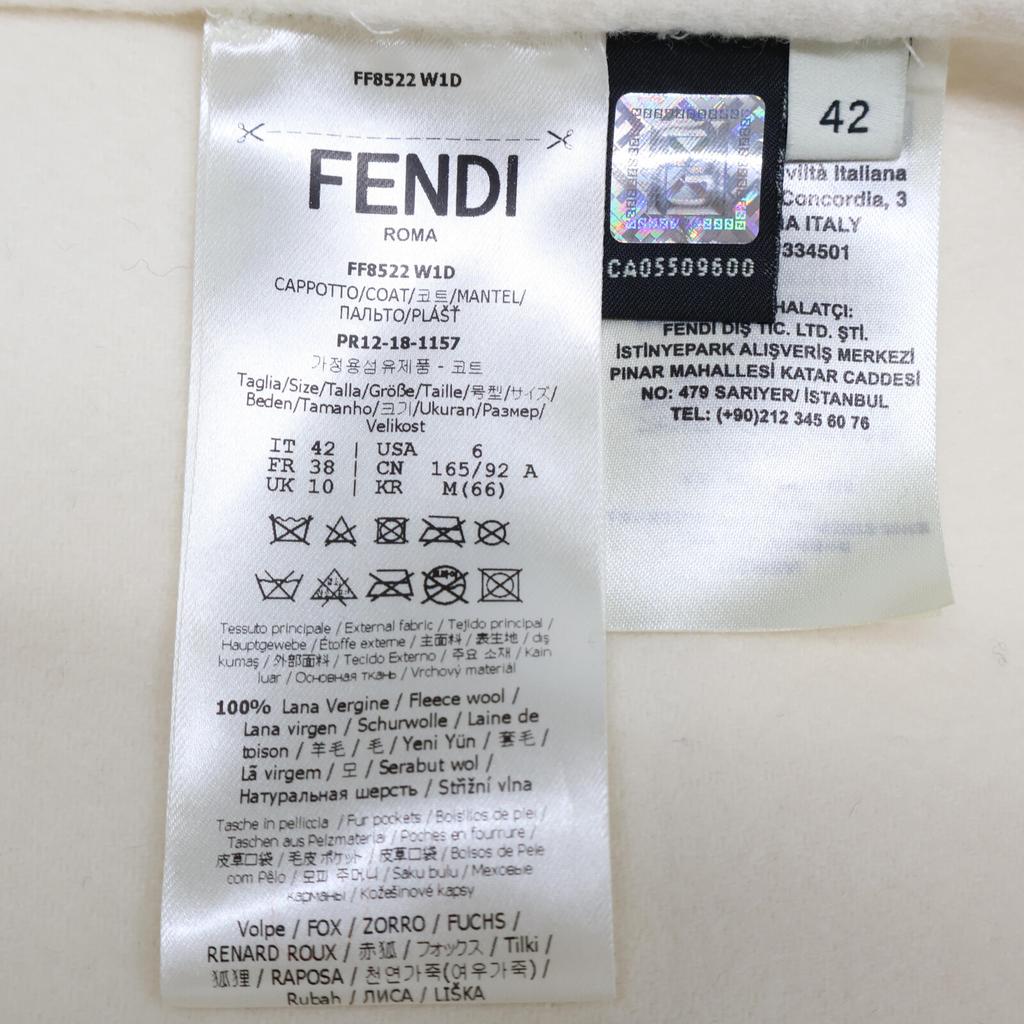 FF8522 W1D
FENDI
ROMA
FF8522 W1D
CAPPOTTO/COAT/코트/MANTEL/
ПАЛЬТО/PLÁŠŤ
PR12-18-1157
가정용섬유제품 - 코트
Taglia/Size/Talla/Größe/Taille/号型/サイズ/
Beden/Tamanho/크기/Ukuran/Размер/
Velikost
IT 42 | USA 6
FR 38 | CN 165/92 A
UK 10 | KR M(66)
Tessuto principale / External fabric / Tejido principal /
Hauptgewebe / Étoffe externe / 主面料 / 表生地 / dış
kumaş / 外部面料 / Tecido Externo / 주요 소재 / Kain
luar / Основная ткань / Vrchový materiál
100% Lana Vergine / Fleece wool /
Lana virgen / Schurwolle / Laine de
toison / 羊毛 / 毛 / Yeni Yün / 套毛 /
Lã virgem / 모 / Serabut wol /
Натуральная шерсть / Střižní vlna
Tasche in pelliccia / Fur pockets / Bolsillos de piel /
Taschen aus Pelzmaterial / Poches en fourrure /
皮草口袋 / 毛皮 ポケット / 皮草口袋 / Bolsos de Pele
com Pêlo / 모피 주머니 / Saku bulu / Меховые
карманы / Kožešinové kapsy
Volpe / FOX / ZORRO / FUCHS /
RENARD ROUX / 赤狐 / フォックス / Tilki /
狐狸 / RAPOSA / 천연가죽(여우가죽) /
Rubah / ЛИСА / LIŠKA
CA05509600
42
viltà Italiana
Concordia, 3
A ITALY
334501
HALATÇI:
FENDİ DIŞ TİC. LTD. ŞTİ.
İSTİNYEPARK ALIŞVERİŞ MERKEZİ
PINAR MAHALLESİ KATAR CADDESİ
NO: 479 SARIYER/ İSTANBUL
TEL: (+90)212 345 60 76